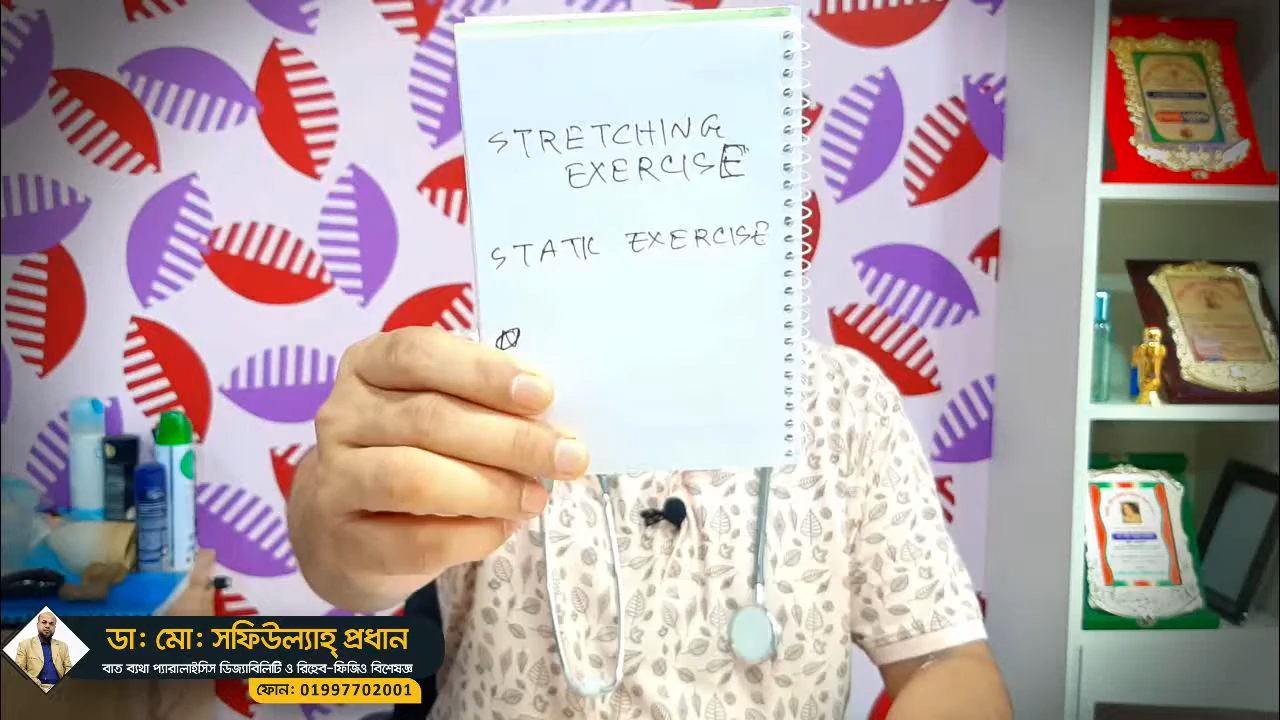 STRETCHING
EXERCISE
STATIC EXERCISE
ডা: মো: সফিউল্যাহ্ প্রধান
বাত ব্যথা প্যারালাইসিস ডিজ্যাবিলিটি ও রিহেব-ফিজিও বিশেষজ্ঞ
ফোন: 01997702001